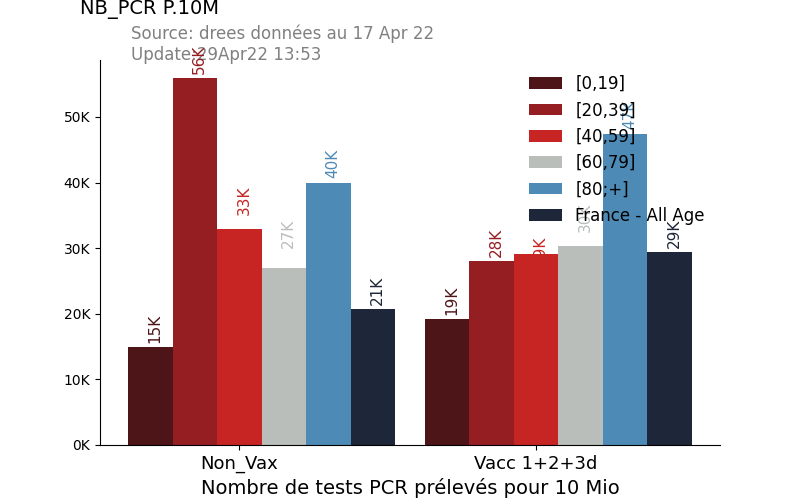 NB_PCR P.10M
Source: drees données au 17 Apr 22
Update:29Apr22 13:53
50K
40K
30K
20K
10K
0K
15K
56K
33K
27K
40K
21K
19K
28K
29K
[0,19]
[20,39]
[40,59]
[60,79]
[80;+]
France - All Age
Non_Vax
Vacc 1+2+3d
Nombre de tests PCR prélevés pour 10 Mio